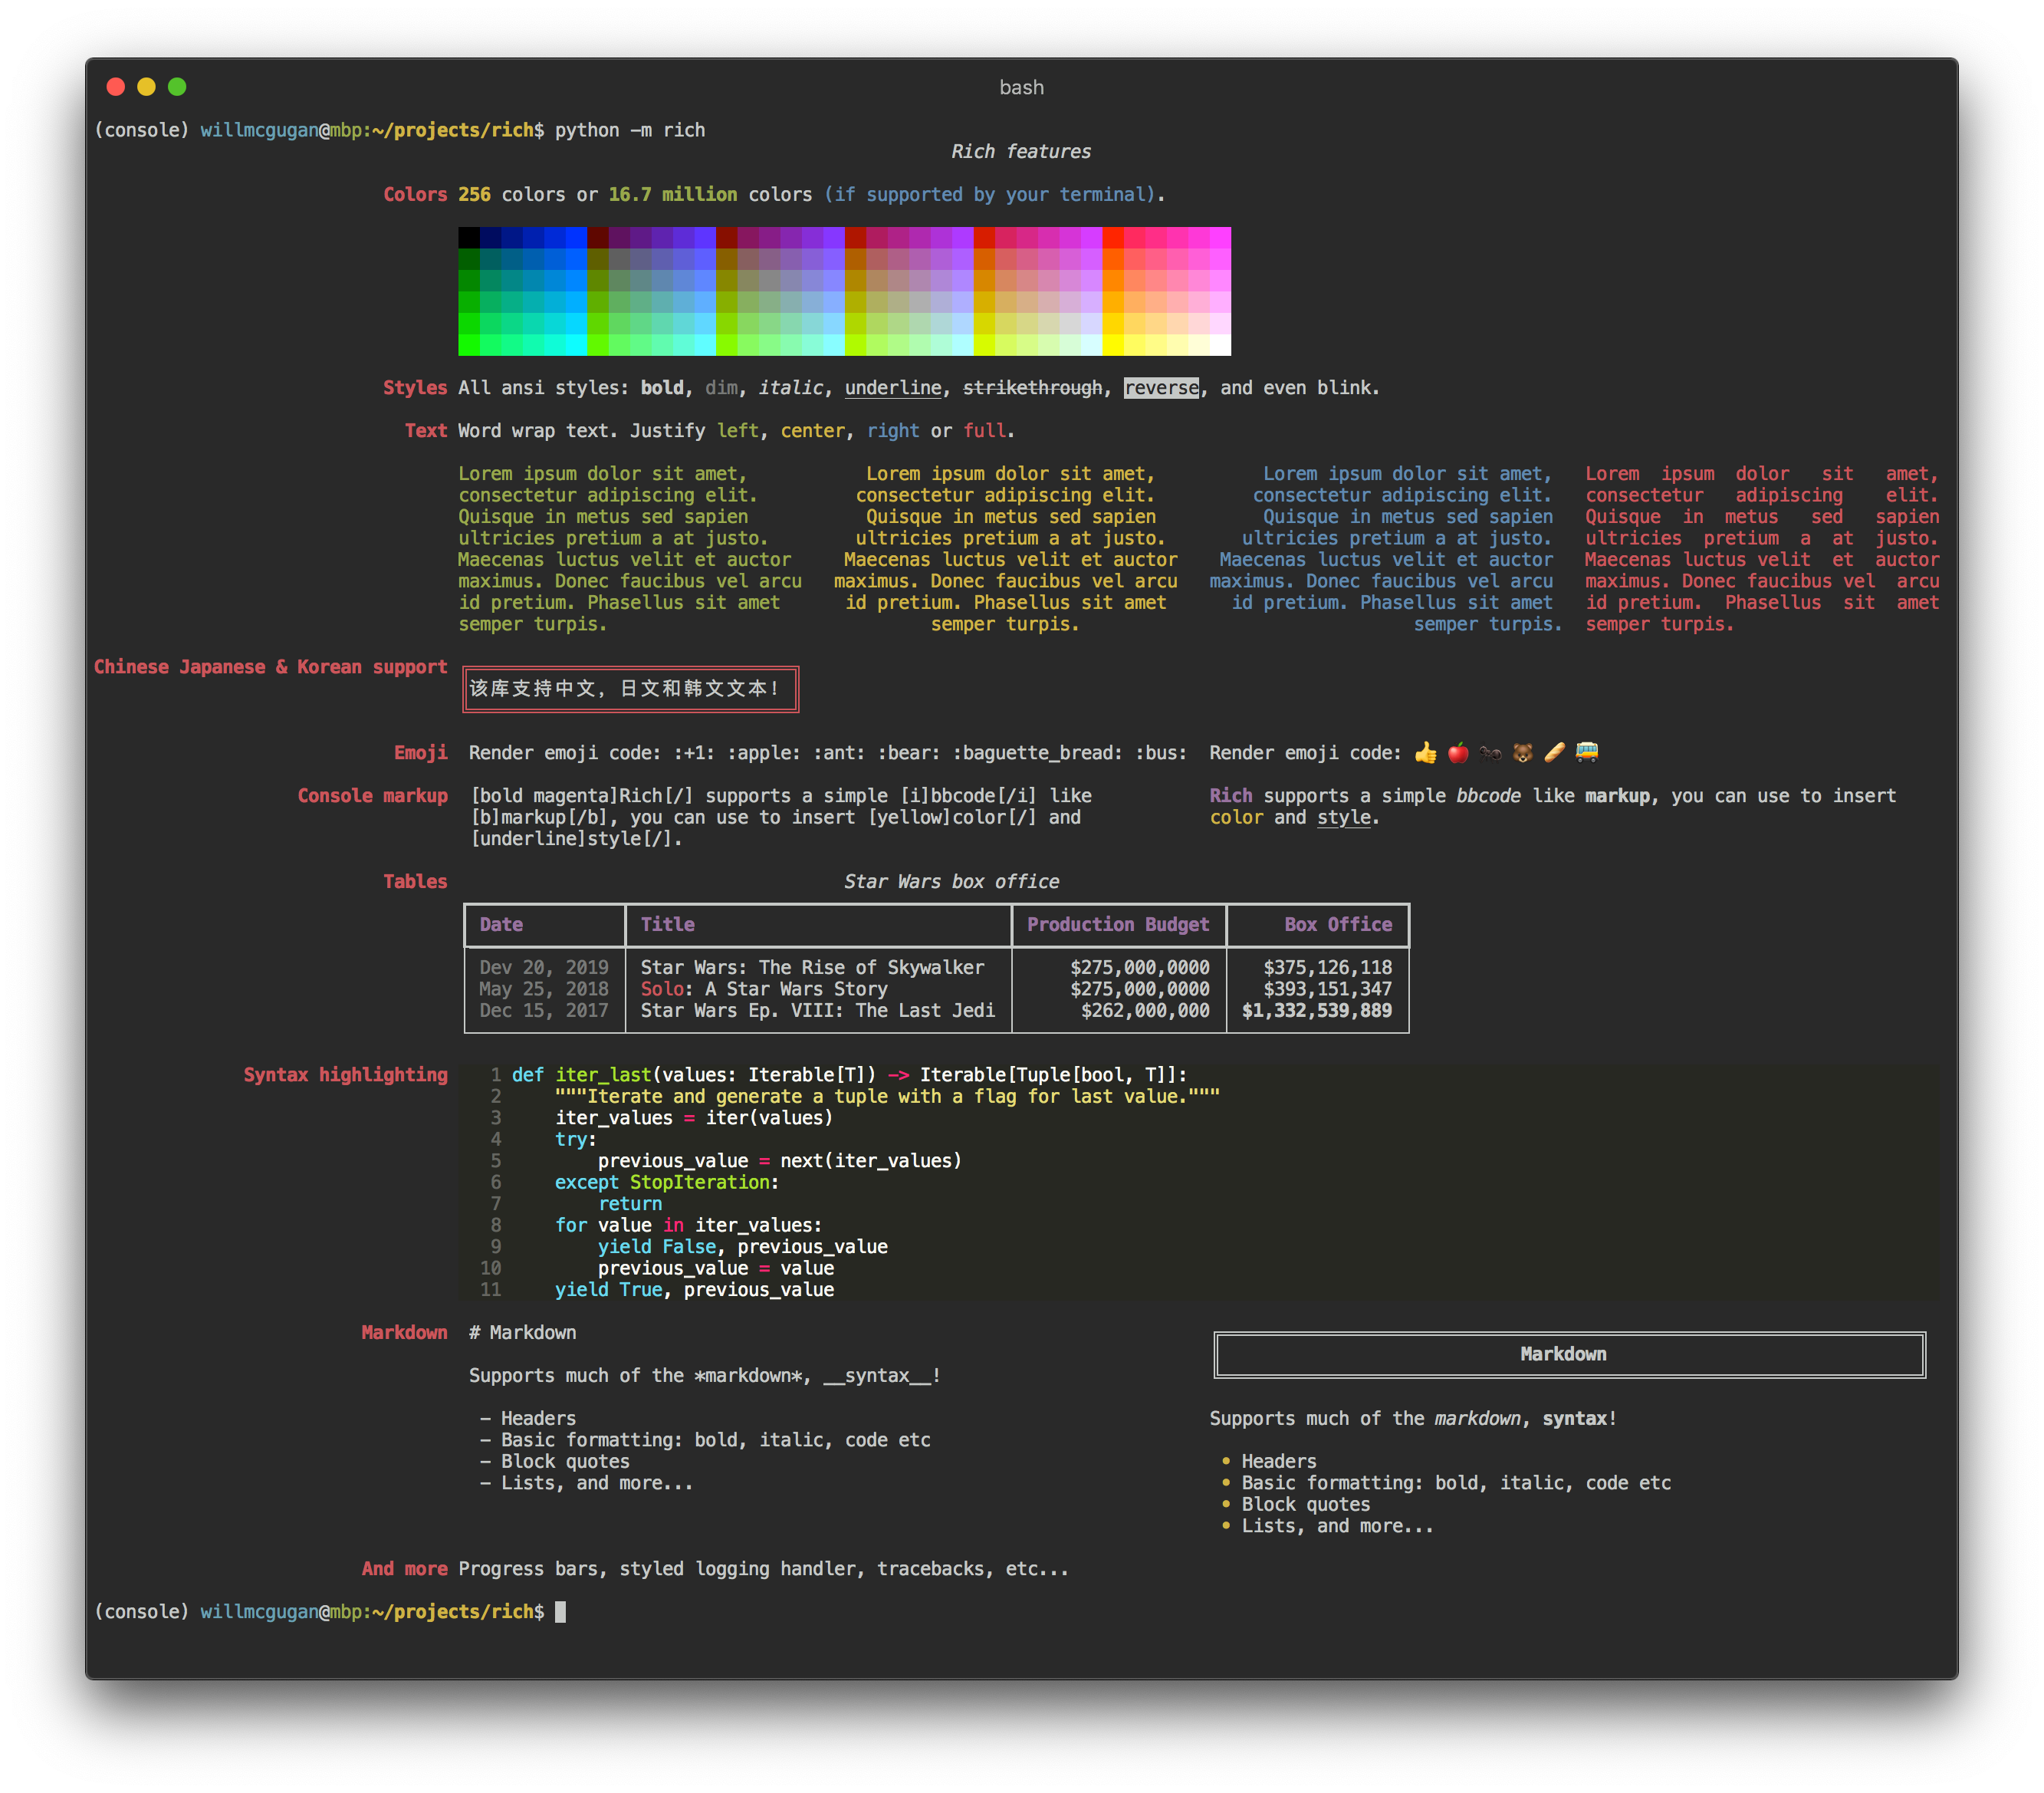 bash
(console) willmcgugan@mbp:~/projects/rich$ python -m rich
Rich features
Colors 256 colors or 16.7 million colors (if supported by your terminal).
Styles All ansi styles: bold, dim, italic, underline, strikethrough, reverse, and even blink.
Text Word wrap text. Justify left, center, right or full.
Lorem ipsum dolor sit amet,
consectetur adipiscing elit.
Quisque in metus sed sapien
ultricies pretium a at justo.
Maecenas luctus velit et auctor
maximus. Donec faucibus vel arcu
id pretium. Phasellus sit amet
semper turpis.
Lorem ipsum dolor sit amet,
consectetur adipiscing elit.
Quisque in metus sed sapien
ultricies pretium a at justo.
Maecenas luctus velit et auctor
maximus. Donec faucibus vel arcu
id pretium. Phasellus sit amet
semper turpis.
Lorem ipsum dolor sit amet,
consectetur adipiscing elit.
Quisque in metus sed sapien
ultricies pretium a at justo.
Maecenas luctus velit et auctor
maximus. Donec faucibus vel arcu
id pretium. Phasellus sit amet
semper turpis.
Lorem ipsum dolor sit amet,
consectetur adipiscing elit.
Quisque in metus sed sapien
ultricies pretium a at justo.
Maecenas luctus velit et auctor
maximus. Donec faucibus vel arcu
id pretium. Phasellus sit amet
semper turpis.
Chinese Japanese & Korean support
该库支持中文，日文和韩文文本！
Emoji Render emoji code: :+1: :apple: :ant: :bear: :baguette_bread: :bus: Render emoji code: 👍 🍎 🐜 🐻 🥖 🚌
Console markup
[bold magenta]Rich[/] supports a simple [i]bbcode[/i] like
[b]markup[/b], you can use to insert [yellow]color[/] and
[underline]style[/].
Rich supports a simple bbcode like markup, you can use to insert
color and style.
Tables Star Wars box office
Date Title Production Budget Box Office
Dev 20, 2019 Star Wars: The Rise of Skywalker $275,000,0000 $375,126,118
May 25, 2018 Solo: A Star Wars Story $275,000,0000 $393,151,347
Dec 15, 2017 Star Wars Ep. VIII: The Last Jedi $262,000,000 $1,332,539,889
Syntax highlighting
1 def iter_last(values: Iterable[T]) -> Iterable[Tuple[bool, T]]:
2     """Iterate and generate a tuple with a flag for last value."""
3     iter_values = iter(values)
4     try:
5         previous_value = next(iter_values)
6     except StopIteration:
7         return
8     for value in iter_values:
9         yield False, previous_value
10         previous_value = value
11     yield True, previous_value
Markdown
# Markdown
Supports much of the *markdown*, __syntax__!
- Headers
- Basic formatting: bold, italic, code etc
- Block quotes
- Lists, and more...
Markdown
Supports much of the markdown, syntax!
• Headers
• Basic formatting: bold, italic, code etc
• Block quotes
• Lists, and more...
And more Progress bars, styled logging handler, tracebacks, etc...
(console) willmcgugan@mbp:~/projects/rich$